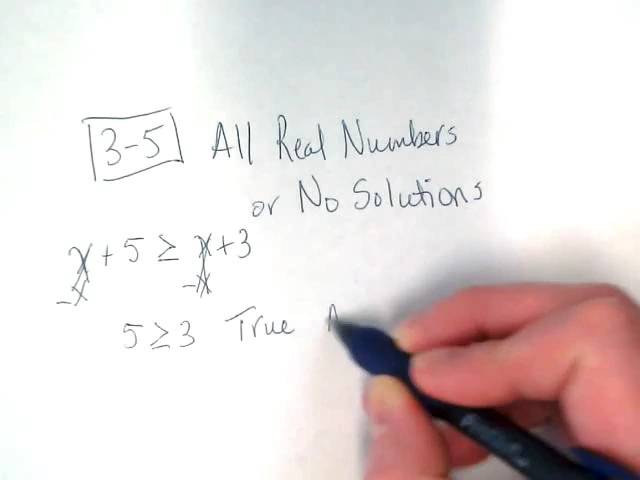 3-5 All Real Numbers
or No Solutions
x + 5 ≥ x + 3
-x -x
5 ≥ 3 True